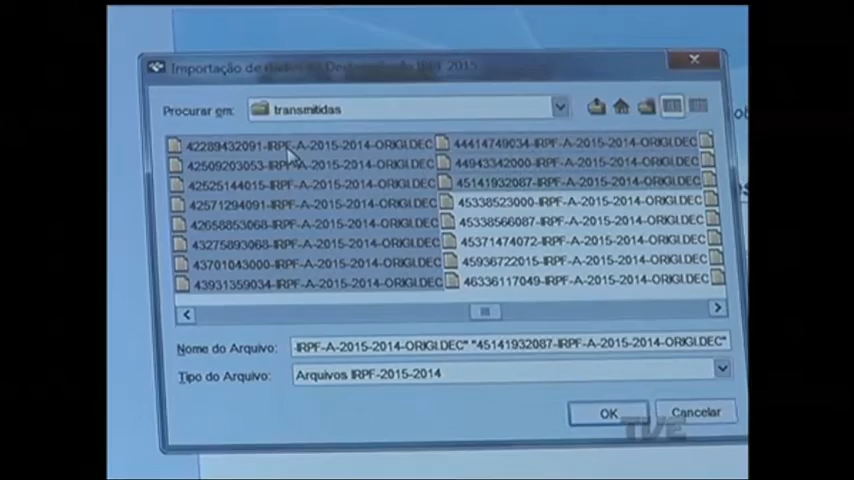 Importação de
2015
Procurar em:
transmitidas
42289432091-IRPF-A-2015-2014-ORIGI.DEC
42509203053-IRPF-A-2015-2014-ORIGI.DEC
42525144015-IRPF-A-2015-2014-ORIGI.DEC
42571294091-IRPF-A-2015-2014-ORIGI.DEC
42658853068-IRPF-A-2015-2014-ORIGI.DEC
43275893068-IRPF-A-2015-2014-ORIGI.DEC
43701043000-IRPF-A-2015-2014-ORIGI.DEC
43931359034-IRPF-A-2015-2014-ORIGI.DEC
44414749034-IRPF-A-2015-2014-ORIGI.DEC
44943342000-IRPF-A-2015-2014-ORIGI.DEC
45141932087-IRPF-A-2015-2014-ORIGI.DEC
45338523000-IRPF-A-2015-2014-ORIGI.DEC
45338566087-IRPF-A-2015-2014-ORIGI.DEC
45371474072-IRPF-A-2015-2014-ORIGI.DEC
45936722015-IRPF-A-2015-2014-ORIGI.DEC
46336117049-IRPF-A-2015-2014-ORIGI.DEC
Nome do Arquivo:
-IRPF-A-2015-2014-ORIGI.DEC" "45141932087-IRPF-A-2015-2014-ORIGI.DEC"
Tipo do Arquivo:
Arquivos IRPF-2015-2014
OK
Cancelar
TVE